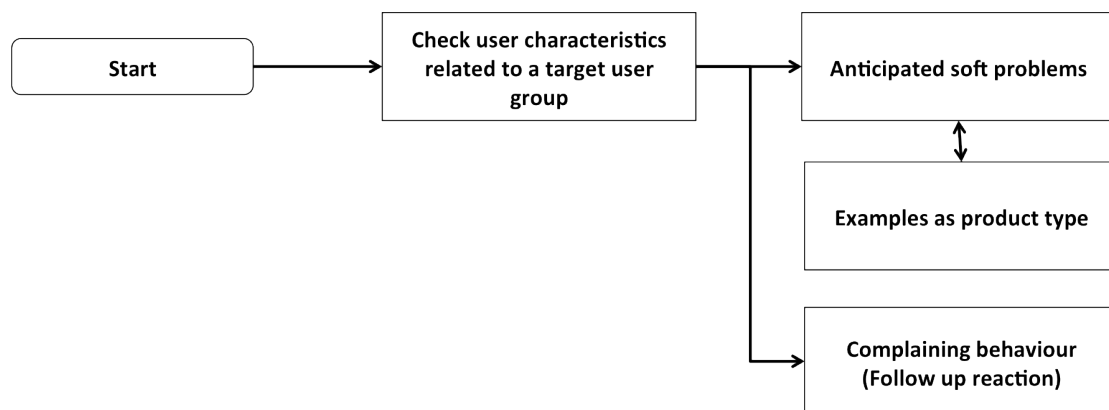 Start
Check user characteristics
related to a target user
group
Anticipated soft problems
Examples as product type
Complaining behaviour
(Follow up reaction)